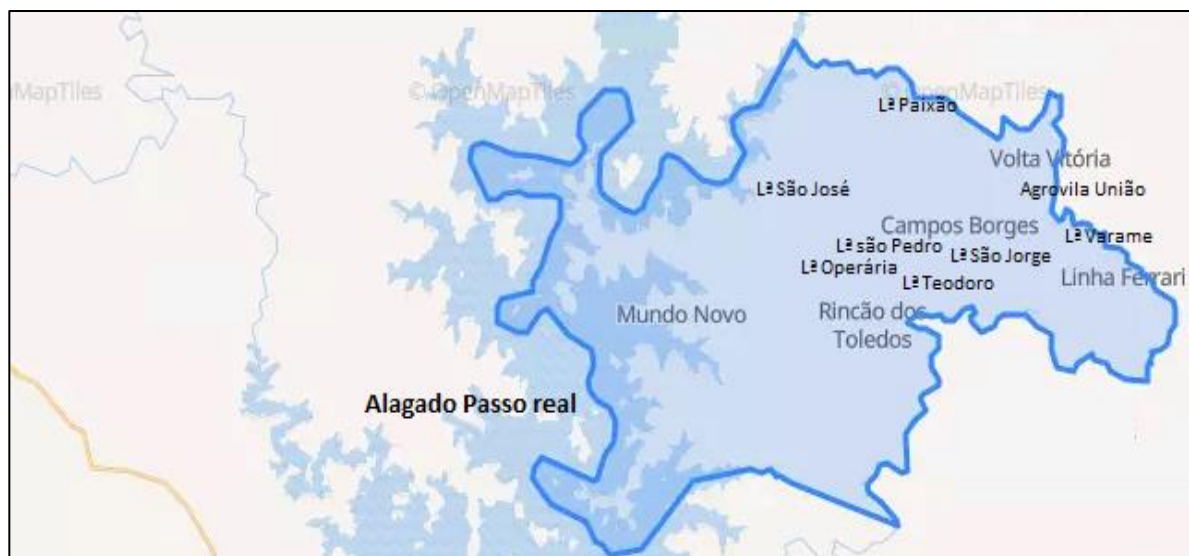 MapTiles
© OpenMapTiles
© OpenMapTiles
Lª Paixão
Volta Vitória
Lª São José
Agrovila União
Campos Borges
Lª Varame
Lª são Pedro
Lª São Jorge
Lª Operária
Lª Teodoro
Linha Ferrari
Mundo Novo
Rincão dos
Toledos
Alagado Passo real